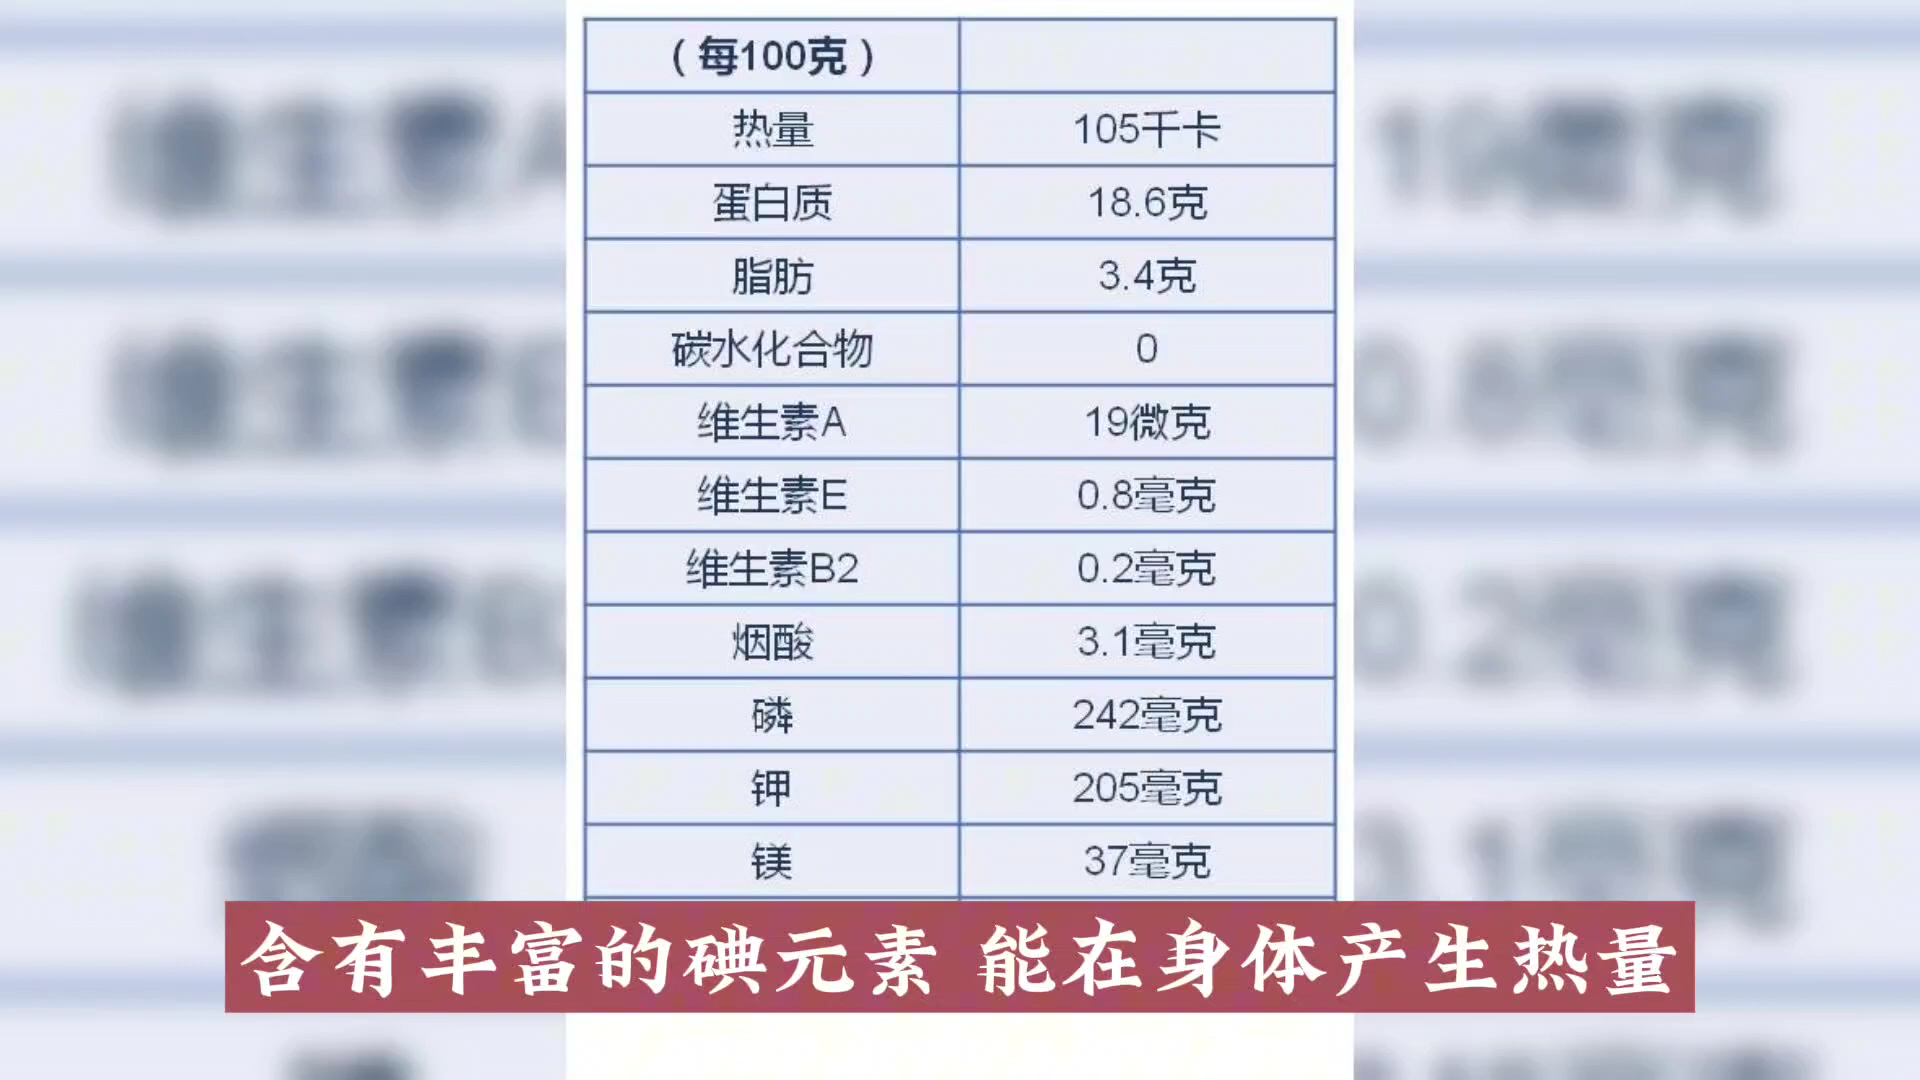 （每100克）
热量 105千卡
蛋白质 18.6克
脂肪 3.4克
碳水化合物 0
维生素A 19微克
维生素E 0.8毫克
维生素B2 0.2毫克
烟酸 3.1毫克
磷 242毫克
钾 205毫克
镁 37毫克
含有丰富的碘元素 能在身体产生热量